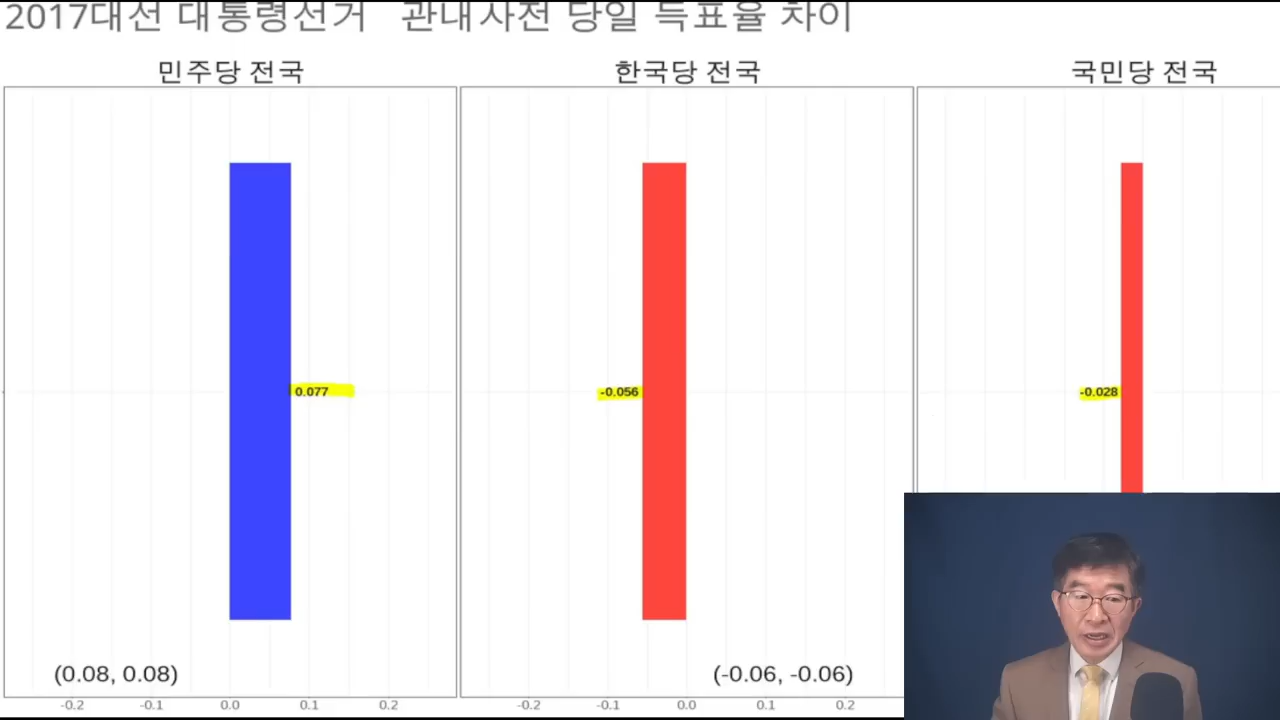 2017대선 대통령선거 관내사전 당일 득표율 차이
민주당 전국
한국당 전국
국민당 전국
0.077
-0.056
-0.028
(0.08, 0.08)
(-0.06, -0.06)
-0.2 -0.1 0.0 0.1 0.2
-0.2 -0.1 0.0 0.1 0.2